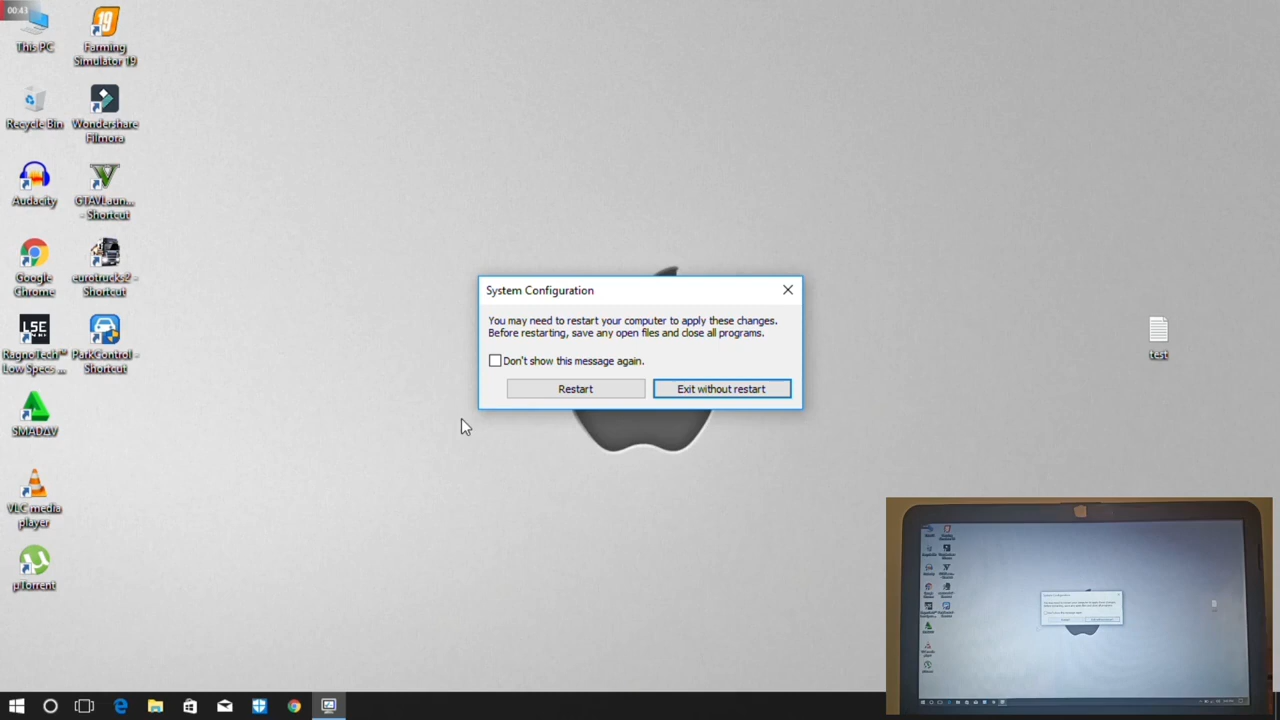 00:43
This PC
Farming
Simulator 19
Recycle Bin
Wondershare
Filmora
Audacity
GTAVLaun...
- Shortcut
Google
Chrome
eurotrucks2 -
Shortcut
LSE
RagnoTech™
Low Specs ...
ParkControl -
Shortcut
SMADΔV
VLC media
player
µTorrent
System Configuration
You may need to restart your computer to apply these changes.
Before restarting, save any open files and close all programs.
Don't show this message again.
Restart
Exit without restart
test